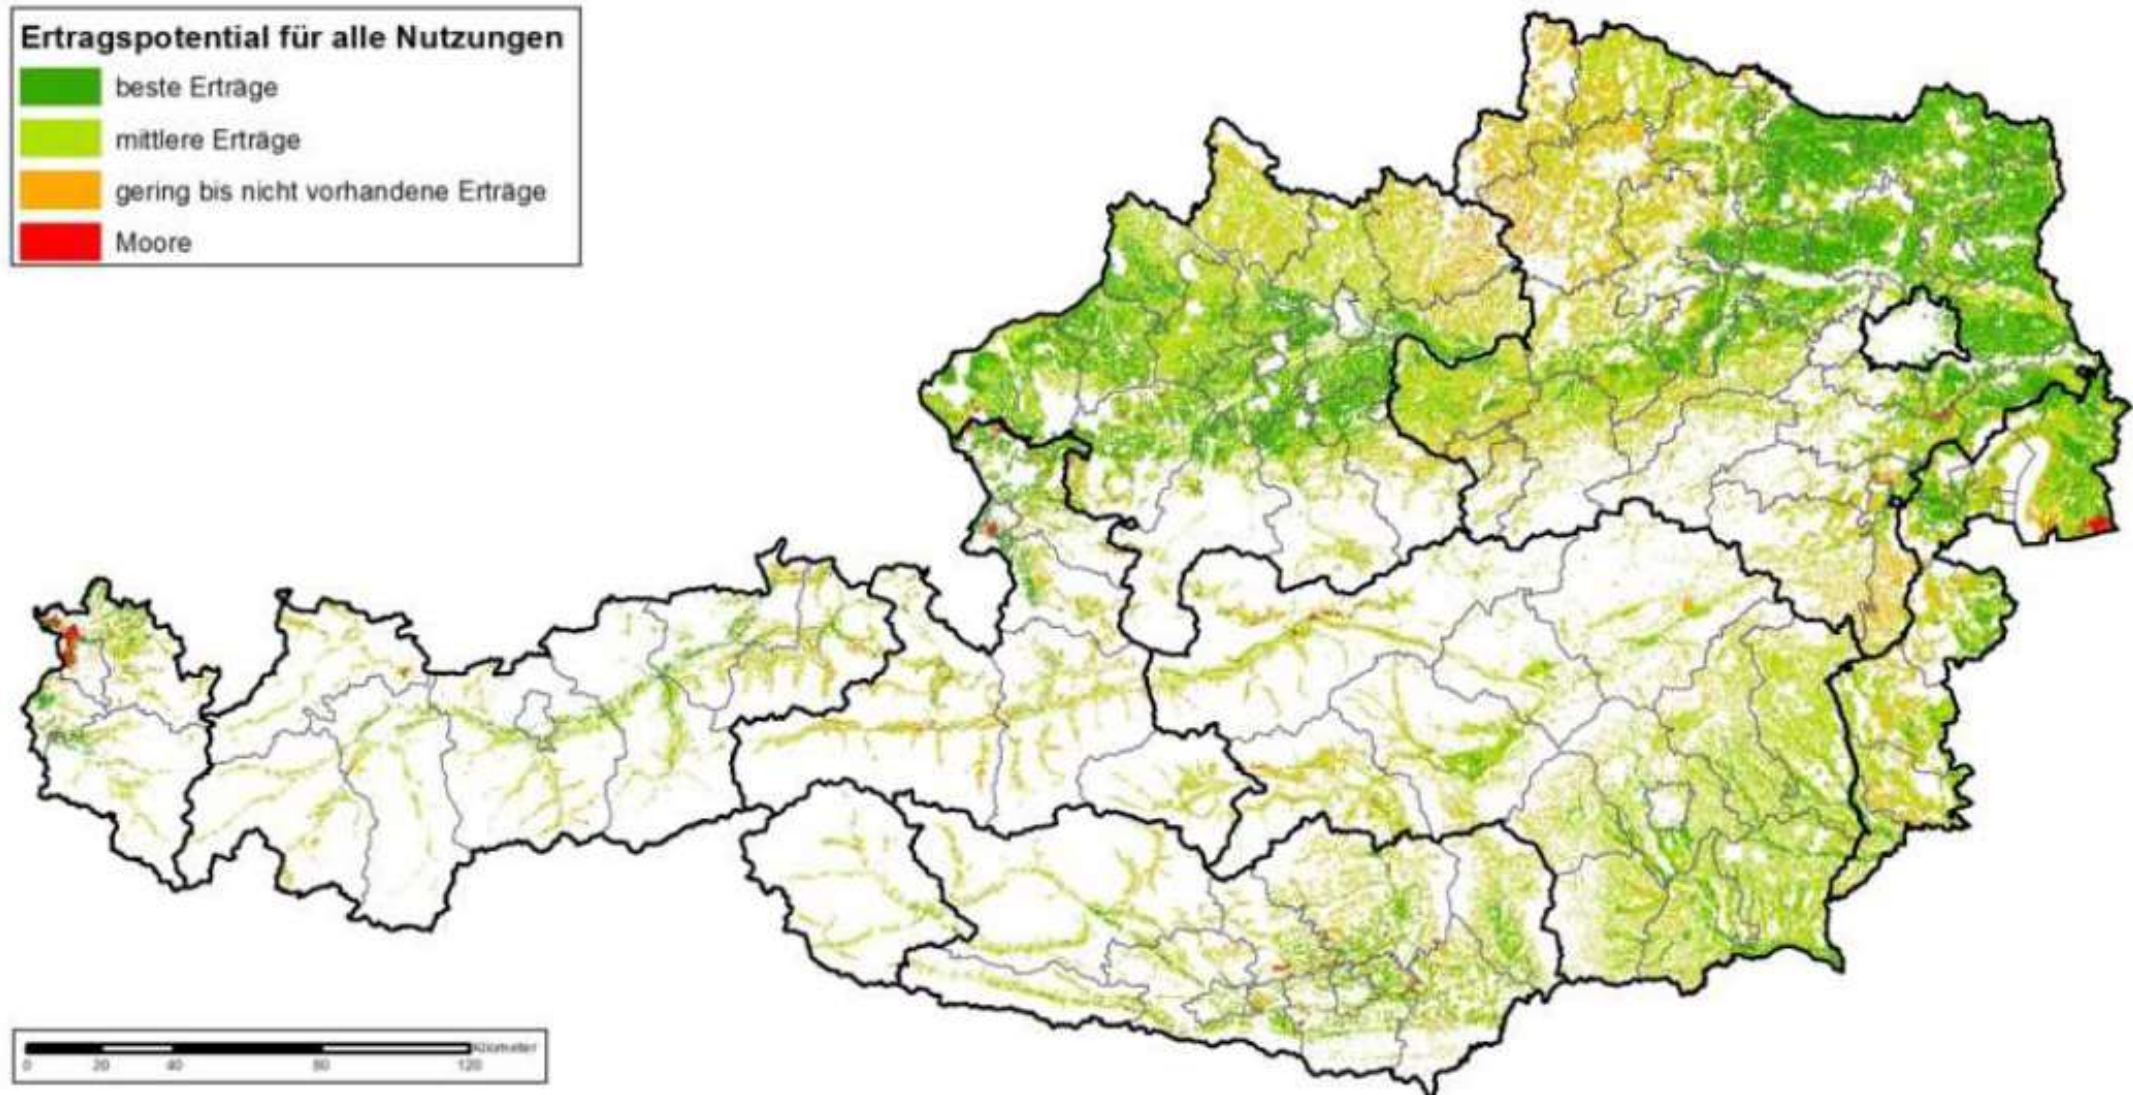 Ertragspotential für alle Nutzungen
beste Erträge
mittlere Erträge
gering bis nicht vorhandene Erträge
Moore
Kilometer
0 20 40 80 120